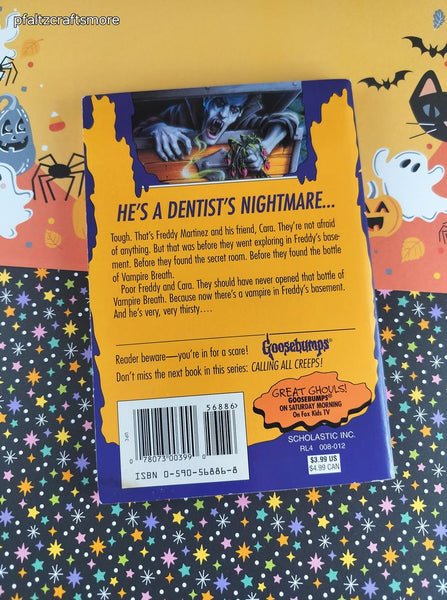 pfaltzcraftsmore
HE'S A DENTIST'S NIGHTMARE...
Tough. That's Freddy Martinez and his friend, Cara. They're not afraid
of anything. But that was before they went exploring in Freddy's base-
ment. Before they found the secret room. Before they found the bottle
of Vampire Breath.
Poor Freddy and Cara. They should have never opened that bottle of
Vampire Breath. Because now there's a vampire in Freddy's basement.
And he's very, very thirsty....
Reader beware—you're in for a scare!
Goosebumps®
Don't miss the next book in this series: CALLING ALL CREEPS!
GREAT GHOULS!
GOOSEBUMPS®
ON SATURDAY MORNING
On Fox Kids TV
56886
UPC
0 78073 00399 0
ISBN 0-590-56886-8
SCHOLASTIC INC.
RL4 008-012
$3.99 US
$4.99 CAN